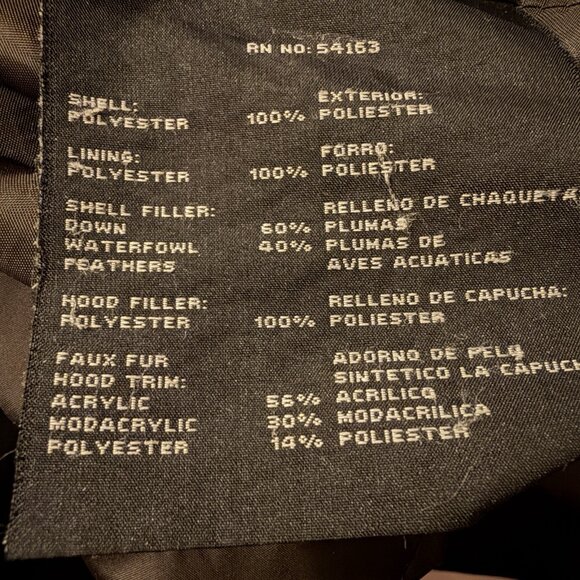 RN NO: 54163
SHELL: EXTERIOR:
POLYESTER 100% POLIESTER
LINING: FORRO:
POLYESTER 100% POLIESTER
SHELL FILLER: RELLENO DE CHAQUETA
DOWN 60% PLUMAS
WATERFOWL 40% PLUMAS DE
FEATHERS AVES ACUATICAS
HOOD FILLER: RELLENO DE CAPUCHA:
POLYESTER 100% POLIESTER
FAUX FUR ADORNO DE PELO
HOOD TRIM: SINTETICO LA CAPUCH
ACRYLIC 56% ACRILICO
MODACRYLIC 30% MODACRILICA
POLYESTER 14% POLIESTER